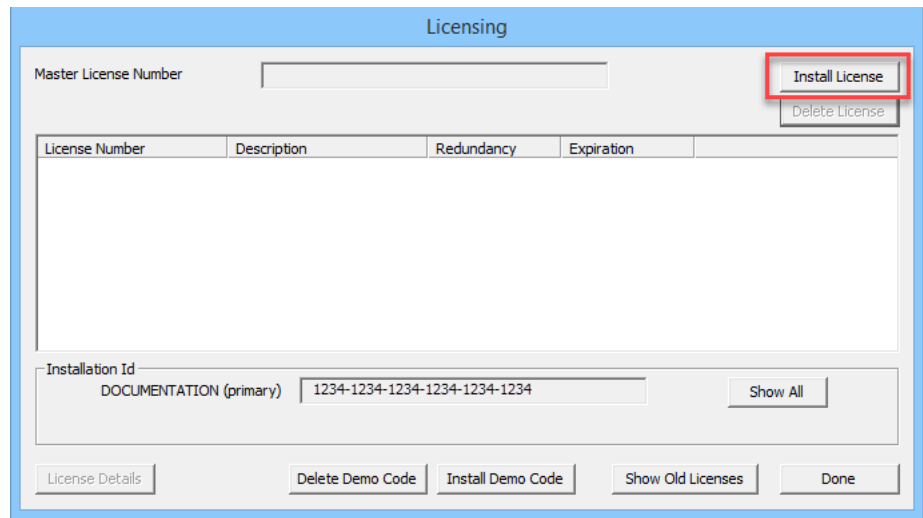 Licensing
Master License Number
Install License
Delete License
License Number Description Redundancy Expiration
Installation Id
DOCUMENTATION (primary) 1234-1234-1234-1234-1234-1234 Show All
License Details Delete Demo Code Install Demo Code Show Old Licenses Done